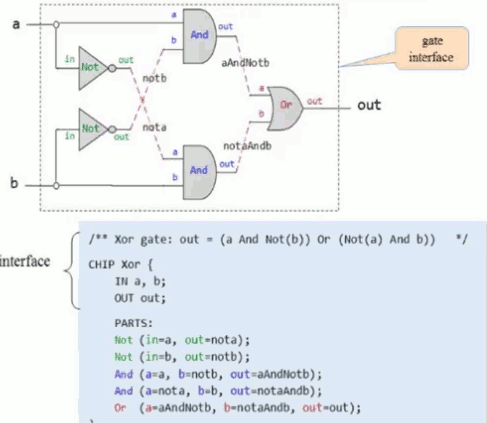 a
a
out
b
And
in
Not
out
notb
aAndNotb
gate
interface
a
Or
out
out
b
Not
in
out
nota
notaAndb
a
And
out
b
b
/** Xor gate: out = (a And Not(b)) Or (Not(a) And b)) */
interface
CHIP Xor {
IN a, b;
OUT out;
PARTS:
Not (in=a, out=nota);
Not (in=b, out=notb);
And (a=a, b=notb, out=aAndNotb);
And (a=nota, b=b, out=notaAndb);
Or (a=aAndNotb, b=notaAndb, out=out);
}